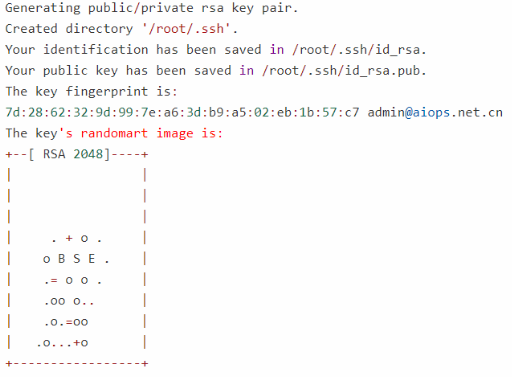 Generating public/private rsa key pair.
Created directory '/root/.ssh'.
Your identification has been saved in /root/.ssh/id_rsa.
Your public key has been saved in /root/.ssh/id_rsa.pub.
The key fingerprint is:
7d:28:62:32:9d:99:7e:a6:3d:b9:a5:02:eb:1b:57:c7 admin@aiops.net.cn
The key's randomart image is:
+--[ RSA 2048]----+
|                 |
|                 |
|                 |
|     . + o .     |
|    o B S E .    |
|    .= o o .     |
|    .oo o..      |
|    .o.=oo       |
|   .o...+o       |
+-----------------+